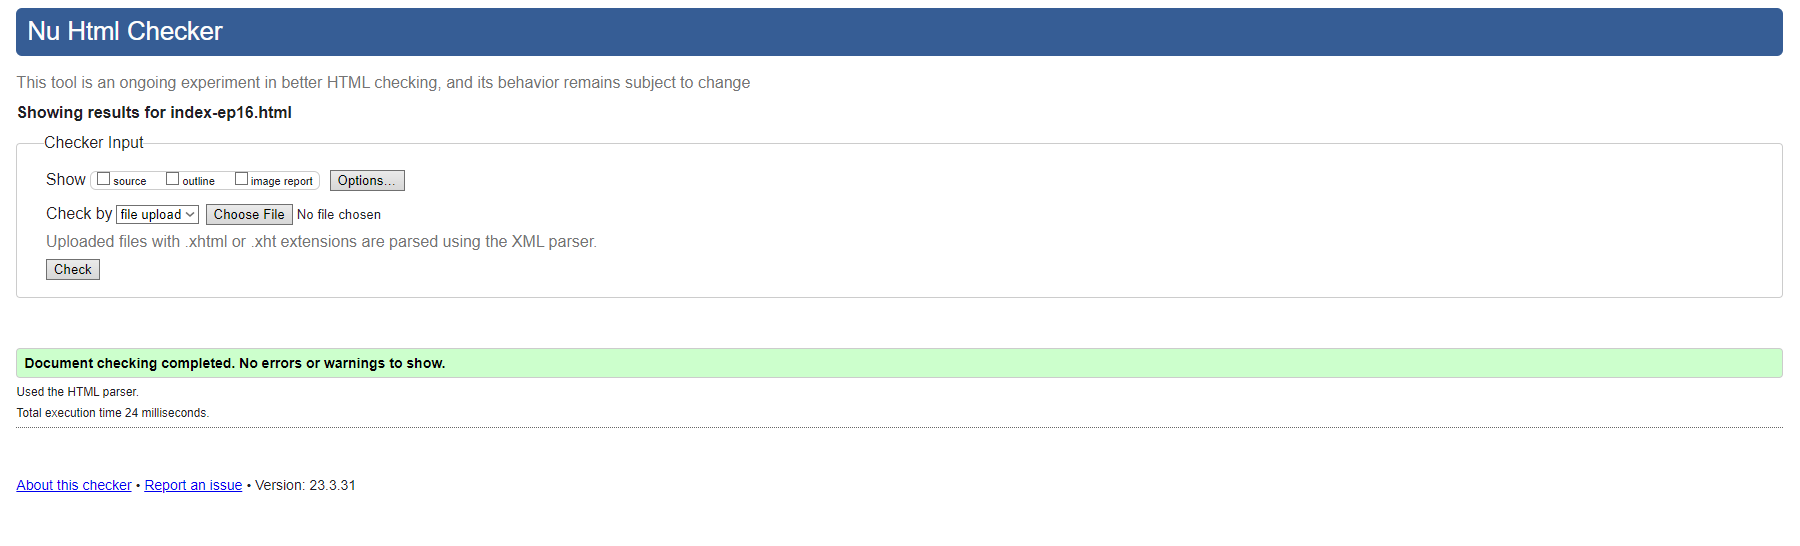 Nu Html Checker
This tool is an ongoing experiment in better HTML checking, and its behavior remains subject to change
Showing results for index-ep16.html
Checker Input
Show source outline image report Options...
Check by file upload Choose File No file chosen
Uploaded files with .xhtml or .xht extensions are parsed using the XML parser.
Check
Document checking completed. No errors or warnings to show.
Used the HTML parser.
Total execution time 24 milliseconds.
About this checker • Report an issue • Version: 23.3.31